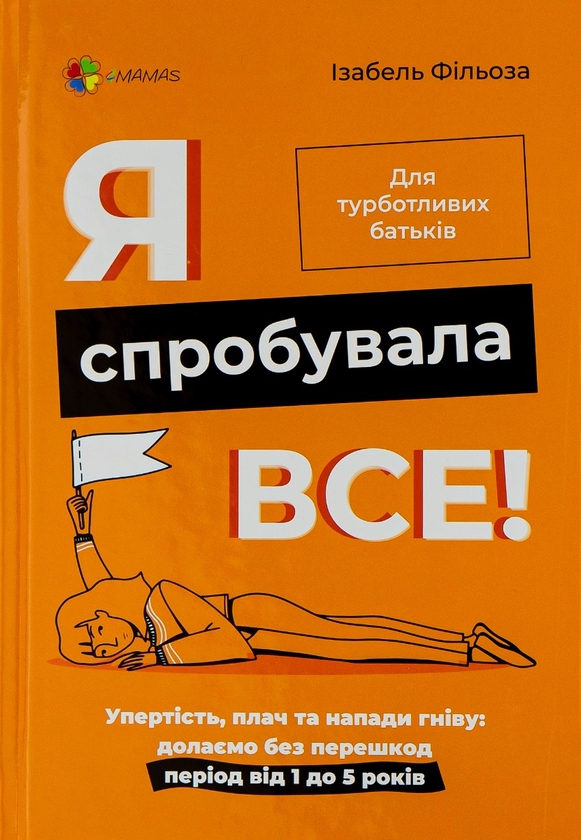 4MAMAS
Ізабель Фільоза
Я
Для
турботливих
батьків
спробувала
ВСЕ!
Упертість, плач та напади гніву:
долаємо без перешкод
період від 1 до 5 років